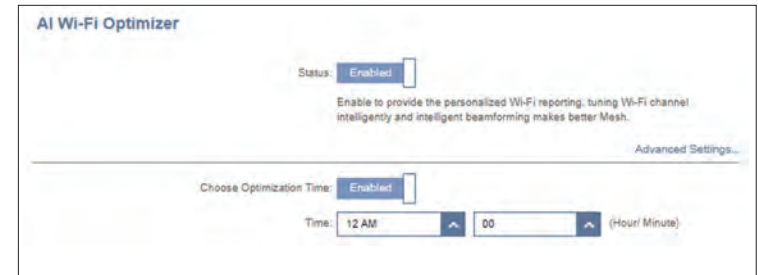 AI Wi-Fi Optimizer
Status: Enabled
Enable to provide the personalized Wi-Fi reporting, tuning Wi-Fi channel
intelligently and intelligent beamforming makes better Mesh.
Advanced Settings...
Choose Optimization Time: Enabled
Time: 12 AM 00 (Hour/ Minute)